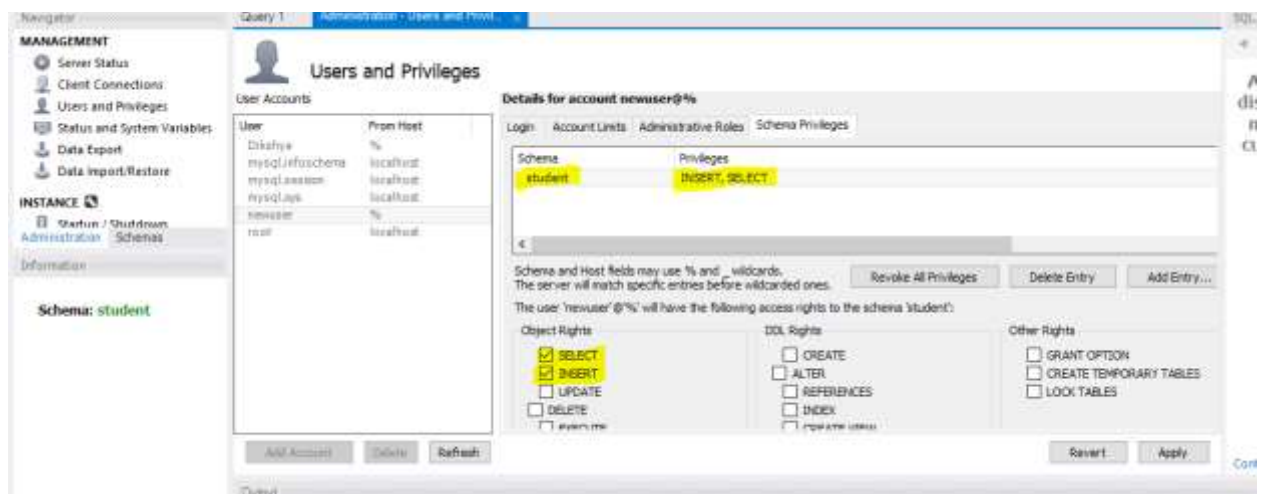 Navigator
Query 1
Administration - Users and Privil...
MANAGEMENT
Server Status
Client Connections
Users and Privileges
Status and System Variables
Data Export
Data Import/Restore
INSTANCE
Startup / Shutdown
Administration Schemas
Information
Schema: student
Users and Privileges
User Accounts
User From Host
Dikshya %
mysql.infoschema localhost
mysql.session localhost
mysql.sys localhost
newuser %
root localhost
Add Account Delete Refresh
Details for account newuser@%
Login Account Limits Administrative Roles Schema Privileges
Schema Privileges
student INSERT, SELECT
Schema and Host fields may use % and _ wildcards.
The server will match specific entries before wildcarded ones.
Revoke All Privileges Delete Entry Add Entry...
The user 'newuser'@'%' will have the following access rights to the schema 'student':
Object Rights
SELECT
INSERT
UPDATE
DELETE
EXECUTE
DDL Rights
CREATE
ALTER
REFERENCES
INDEX
CREATE VIEW
Other Rights
GRANT OPTION
CREATE TEMPORARY TABLES
LOCK TABLES
Revert Apply
Output